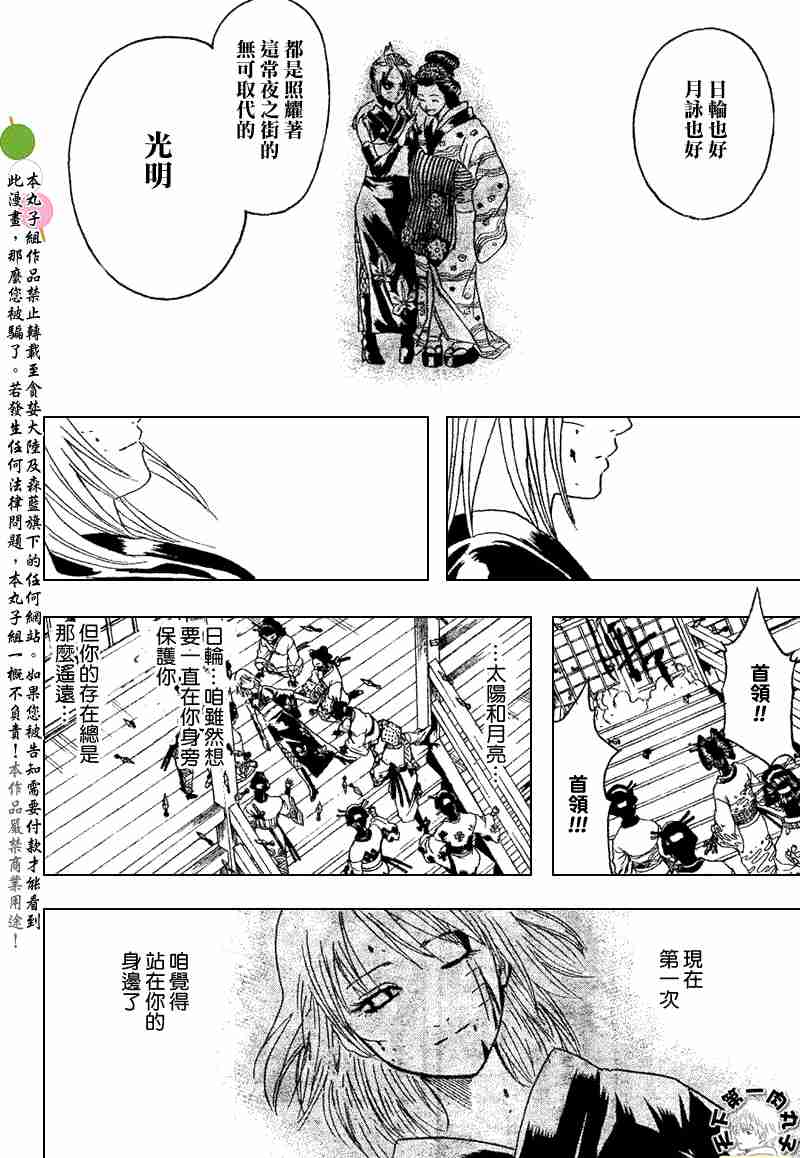 日輪也好
月詠也好
都是照耀著
這常夜之街的
無可取代的
光明
首領!!
首領!!!
…太陽和月亮…
日輪…咱雖然想
要一直在你身旁
保護你
但你的存在總是
那麼遙遠…
現在
第一次
咱覺得
站在你的
身邊了
本丸子組作品禁止轉載至貪婪大陸及森藍旗下的任何網站。如果您被告知需要付款才能看到
此漫畫，那麼您被騙了。若發生任何法律問題，本丸子組一概不負責！本作品嚴禁商業用途！
天下第一肉丸子